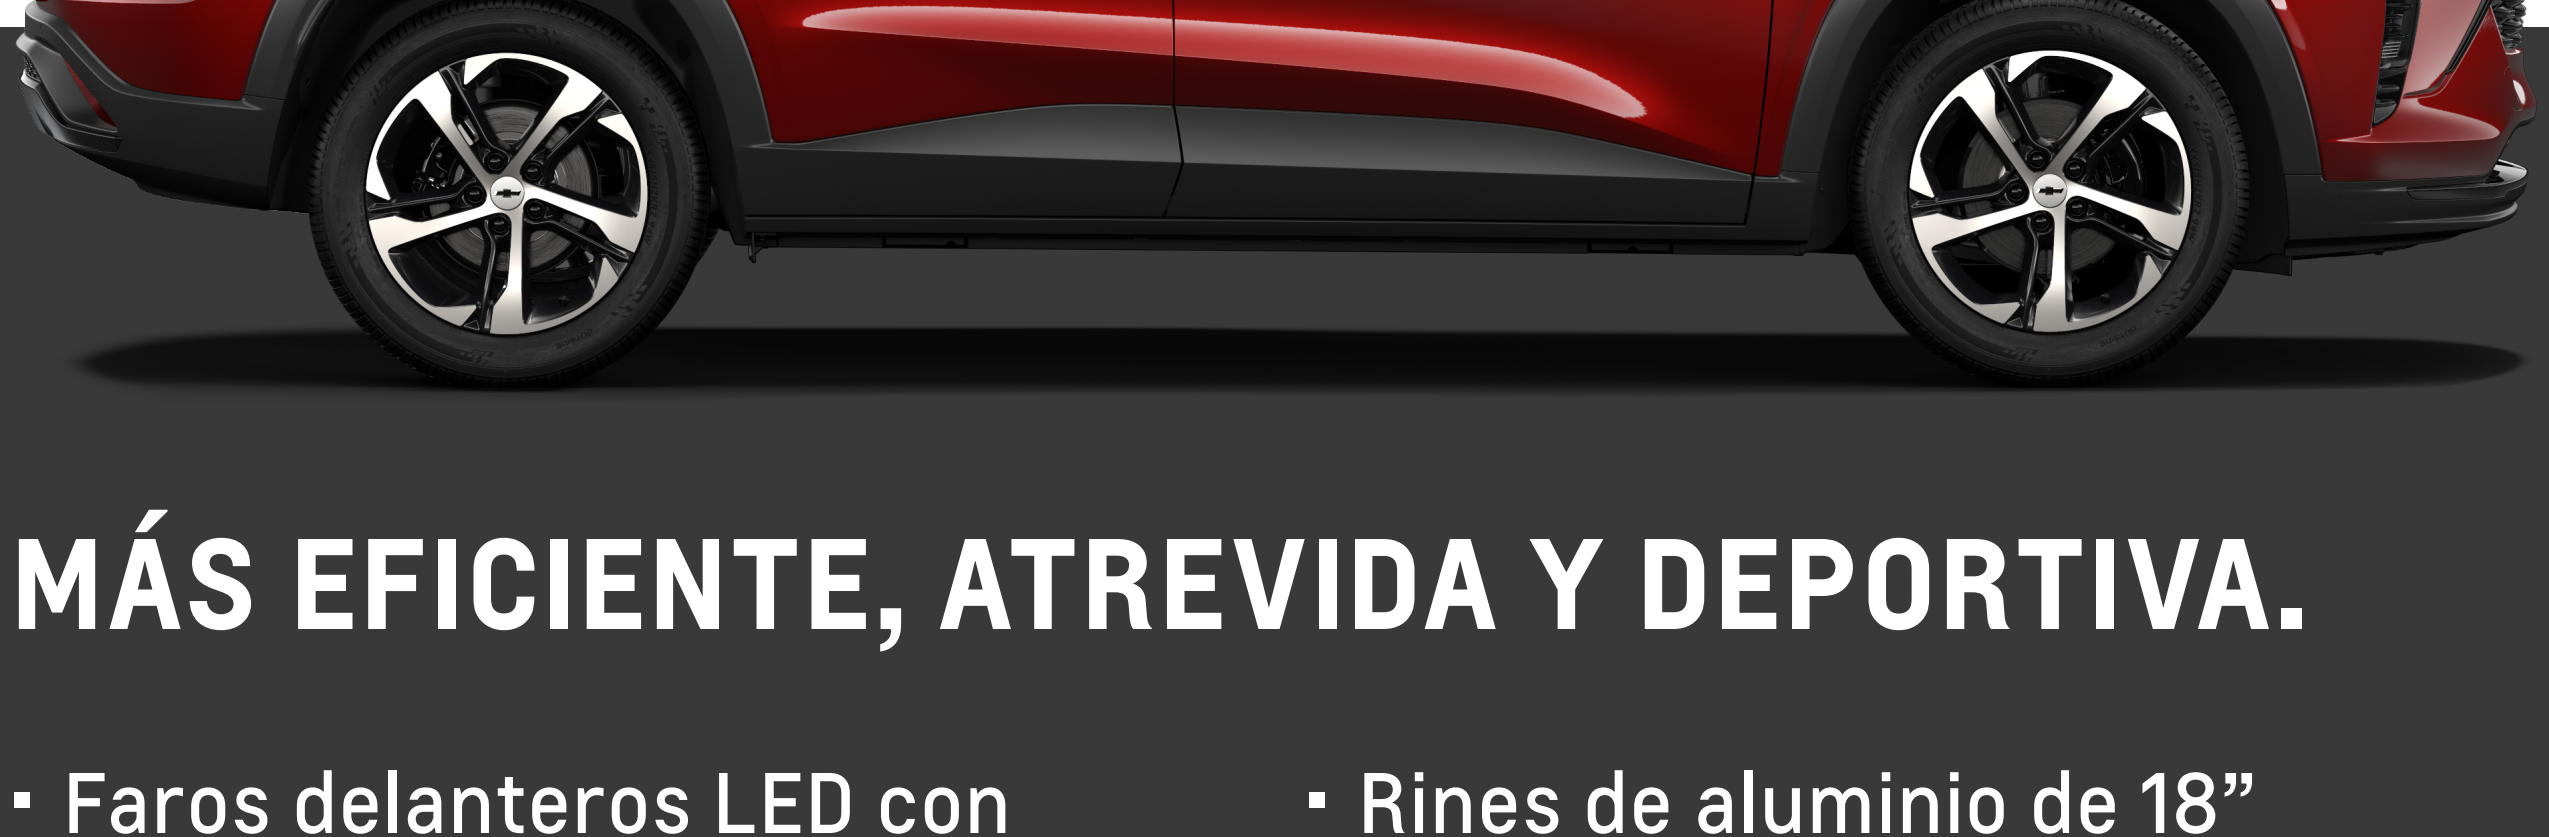 MÁS EFICIENTE, ATREVIDA Y DEPORTIVA.
▪ Faros delanteros LED con
▪ Rines de aluminio de 18”